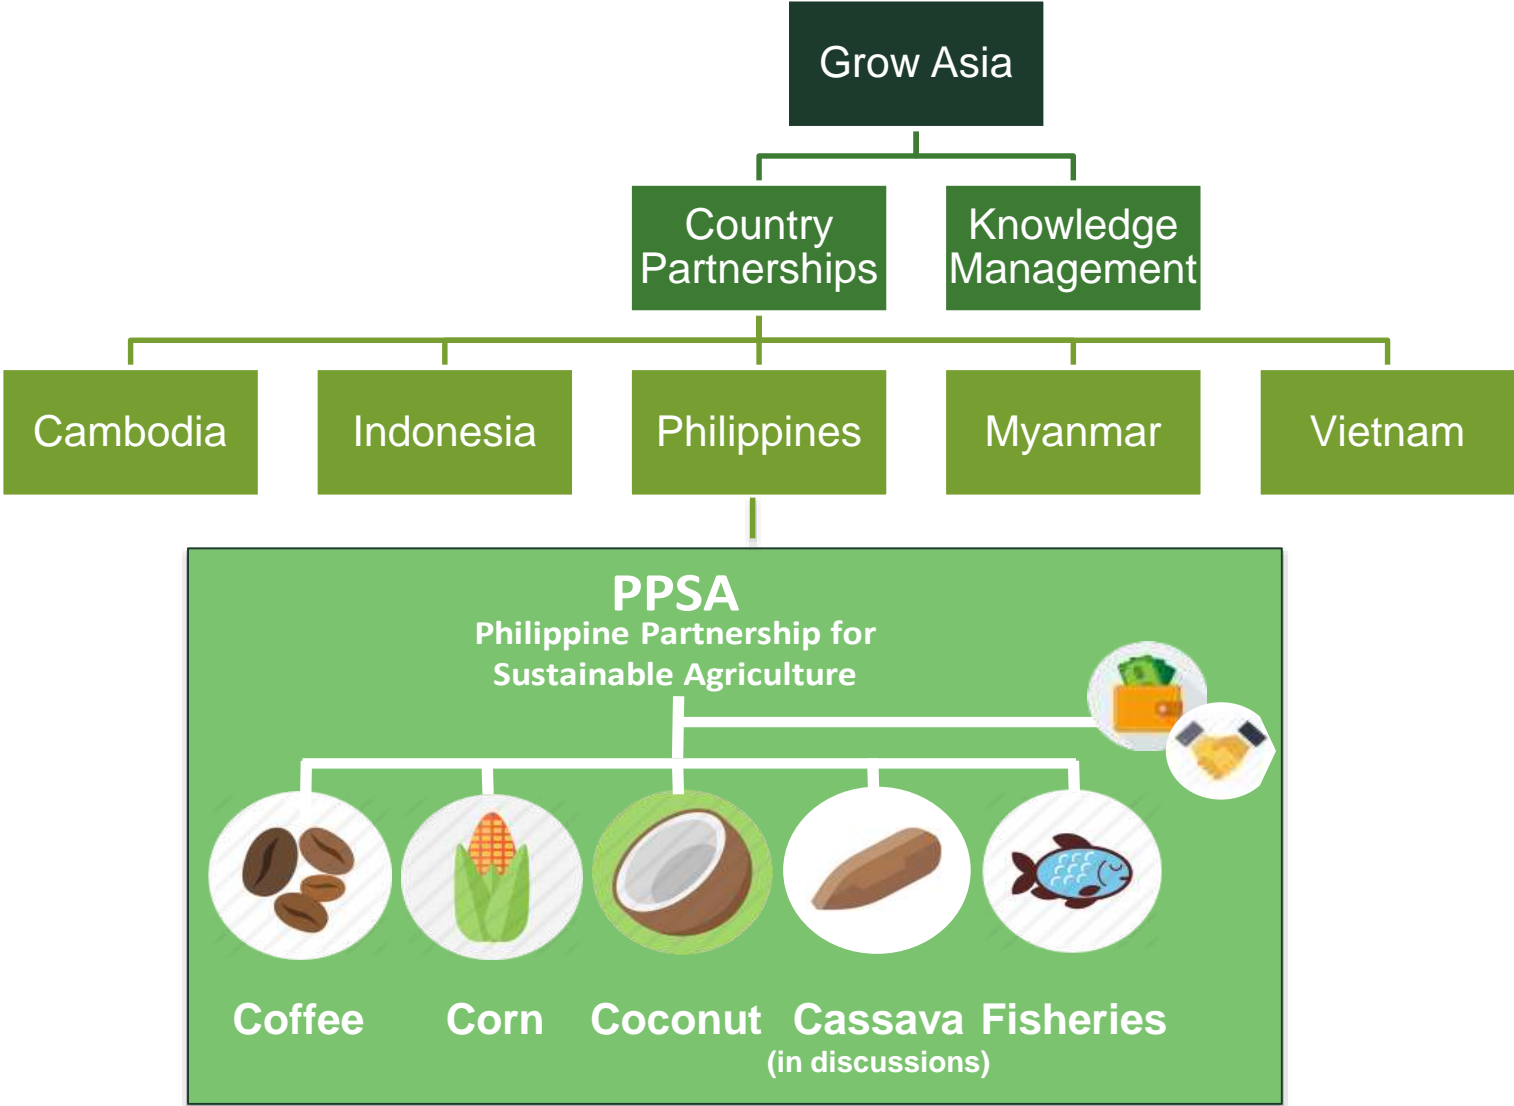 Grow Asia
Country
Partnerships
Knowledge
Management
Cambodia
Indonesia
Philippines
Myanmar
Vietnam
PPSA
Philippine Partnership for
Sustainable Agriculture
Coffee
Corn
Coconut
Cassava
(in discussions)
Fisheries